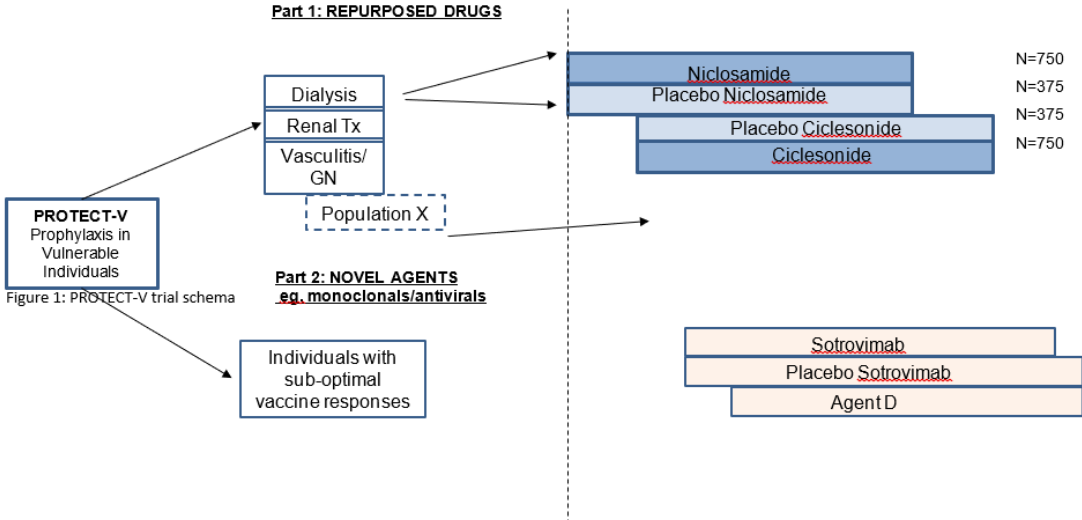 Part 1: REPURPOSED DRUGS
Dialysis
Renal Tx
Vasculitis/
GN
Population X
Niclosamide
Placebo Niclosamide
Placebo Ciclesonide
Ciclesonide
N=750
N=375
N=375
N=750
PROTECT-V
Prophylaxis in
Vulnerable
Individuals
Figure 1: PROTECT-V trial schema
Part 2: NOVEL AGENTS
eg, monoclonals/antivirals
Individuals with
sub-optimal
vaccine responses
Sotrovimab
Placebo Sotrovimab
Agent D